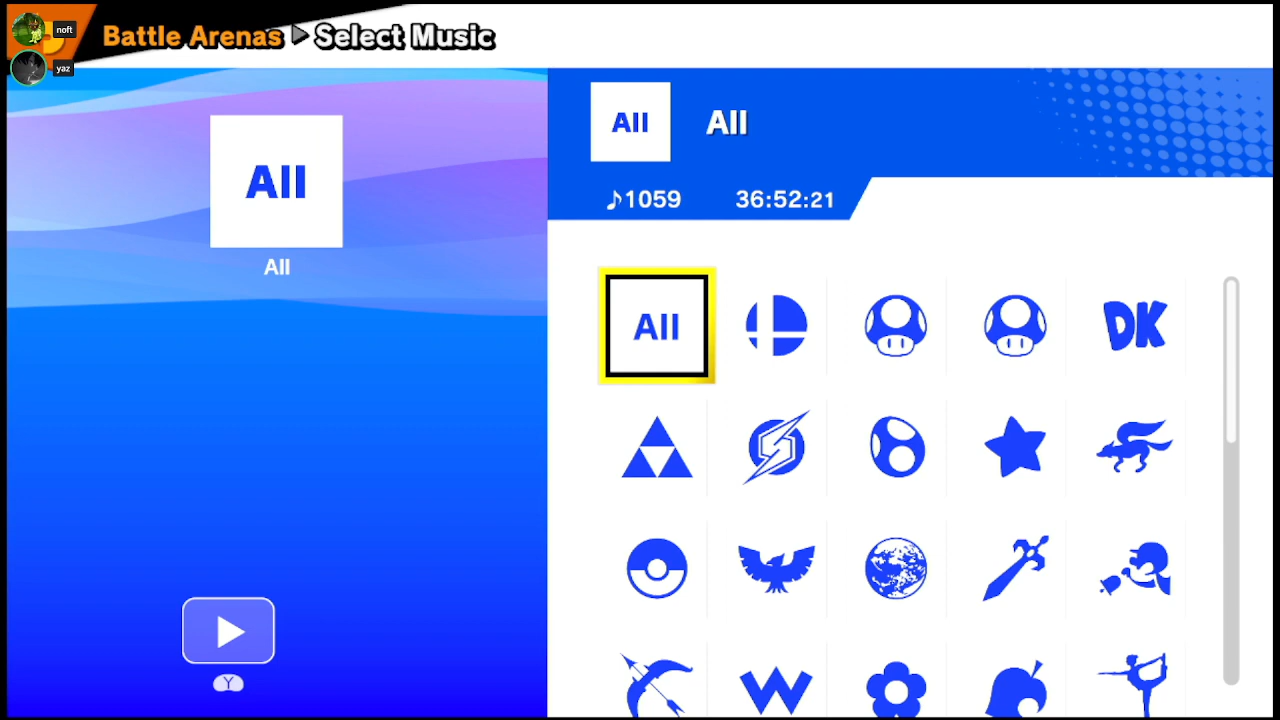 noft
Battle Arenas ▶ Select Music
yaz
All
All
All
All
♪1059 36:52:21
All
DK
Y